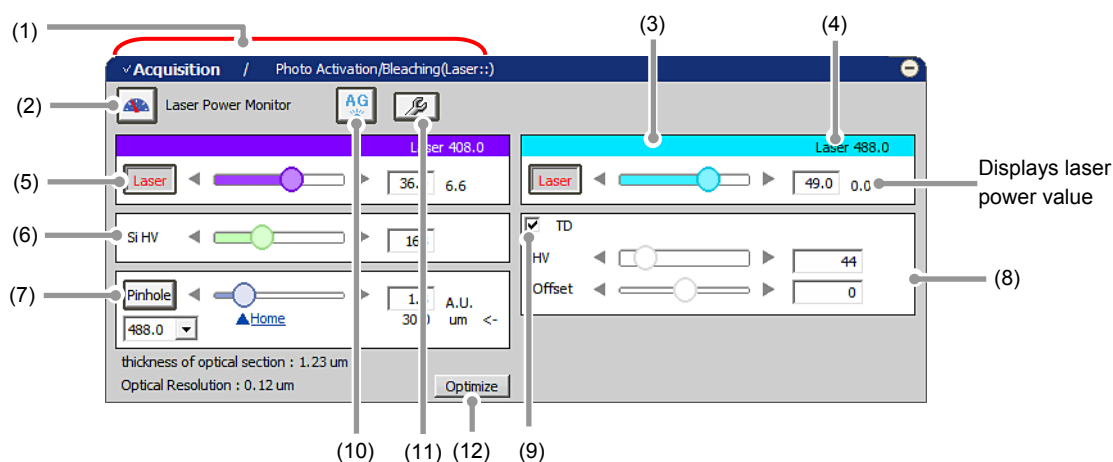 (1)
(3)
(4)
Acquisition / Photo Activation/Bleaching(Laser::)
(2)
Laser Power Monitor
AG
Laser 408.0
Laser 488.0
(5)
Laser
6.6
Laser
49.0
0.0
Displays laser
power value
(6)
Si HV
TD
HV
44
(8)
Offset
0
(7)
Pinhole
A.U.
Home
um <-
488.0
thickness of optical section : 1.23 um
Optical Resolution : 0.12 um
Optimize
(10)
(11)
(12)
(9)